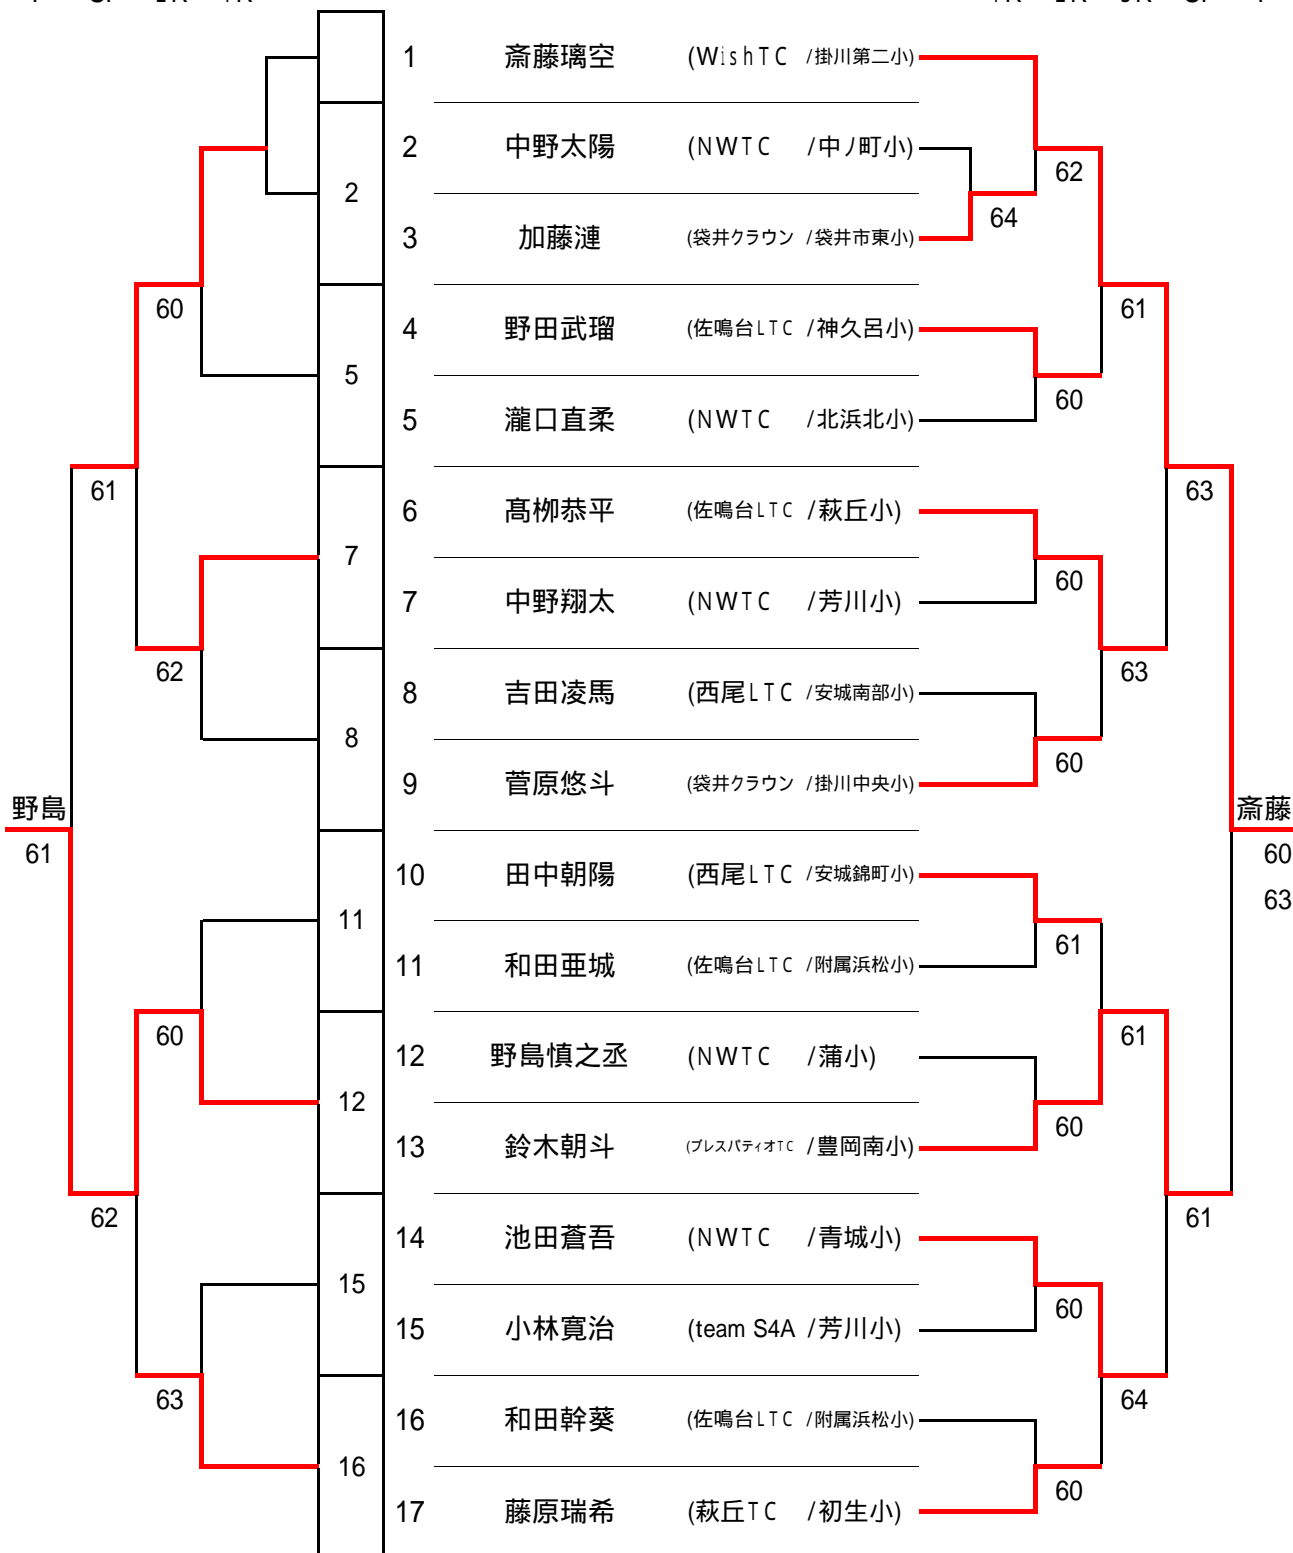 1 斎藤璃空 (WishTC /掛川第二小)
2 中野太陽 (NWTC /中ノ町小)
62
2
64
3 加藤漣 (袋井クラウン /袋井市東小)
60
61
4 野田武瑠 (佐鳴台LTC /神久呂小)
5
60
5 瀧口直柔 (NWTC /北浜北小)
61
63
6 髙栁恭平 (佐鳴台LTC /萩丘小)
7
60
7 中野翔太 (NWTC /芳川小)
62
63
8 吉田凌馬 (西尾LTC /安城南部小)
8
60
9 菅原悠斗 (袋井クラウン /掛川中央小)
野島
斎藤
61
60
10 田中朝陽 (西尾LTC /安城錦町小)
63
11
61
11 和田亜城 (佐鳴台LTC /附属浜松小)
60
61
12 野島慎之丞 (NWTC /蒲小)
12
60
13 鈴木朝斗 (プレスパティオTC /豊岡南小)
62
61
14 池田蒼吾 (NWTC /青城小)
15
60
15 小林寛治 (team S4A /芳川小)
63
64
16 和田幹葵 (佐鳴台LTC /附属浜松小)
16
60
17 藤原瑞希 (萩丘TC /初生小)